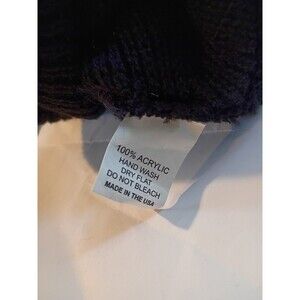 100% ACRYLIC
HAND WASH
DRY FLAT
DO NOT BLEACH
MADE IN THE USA